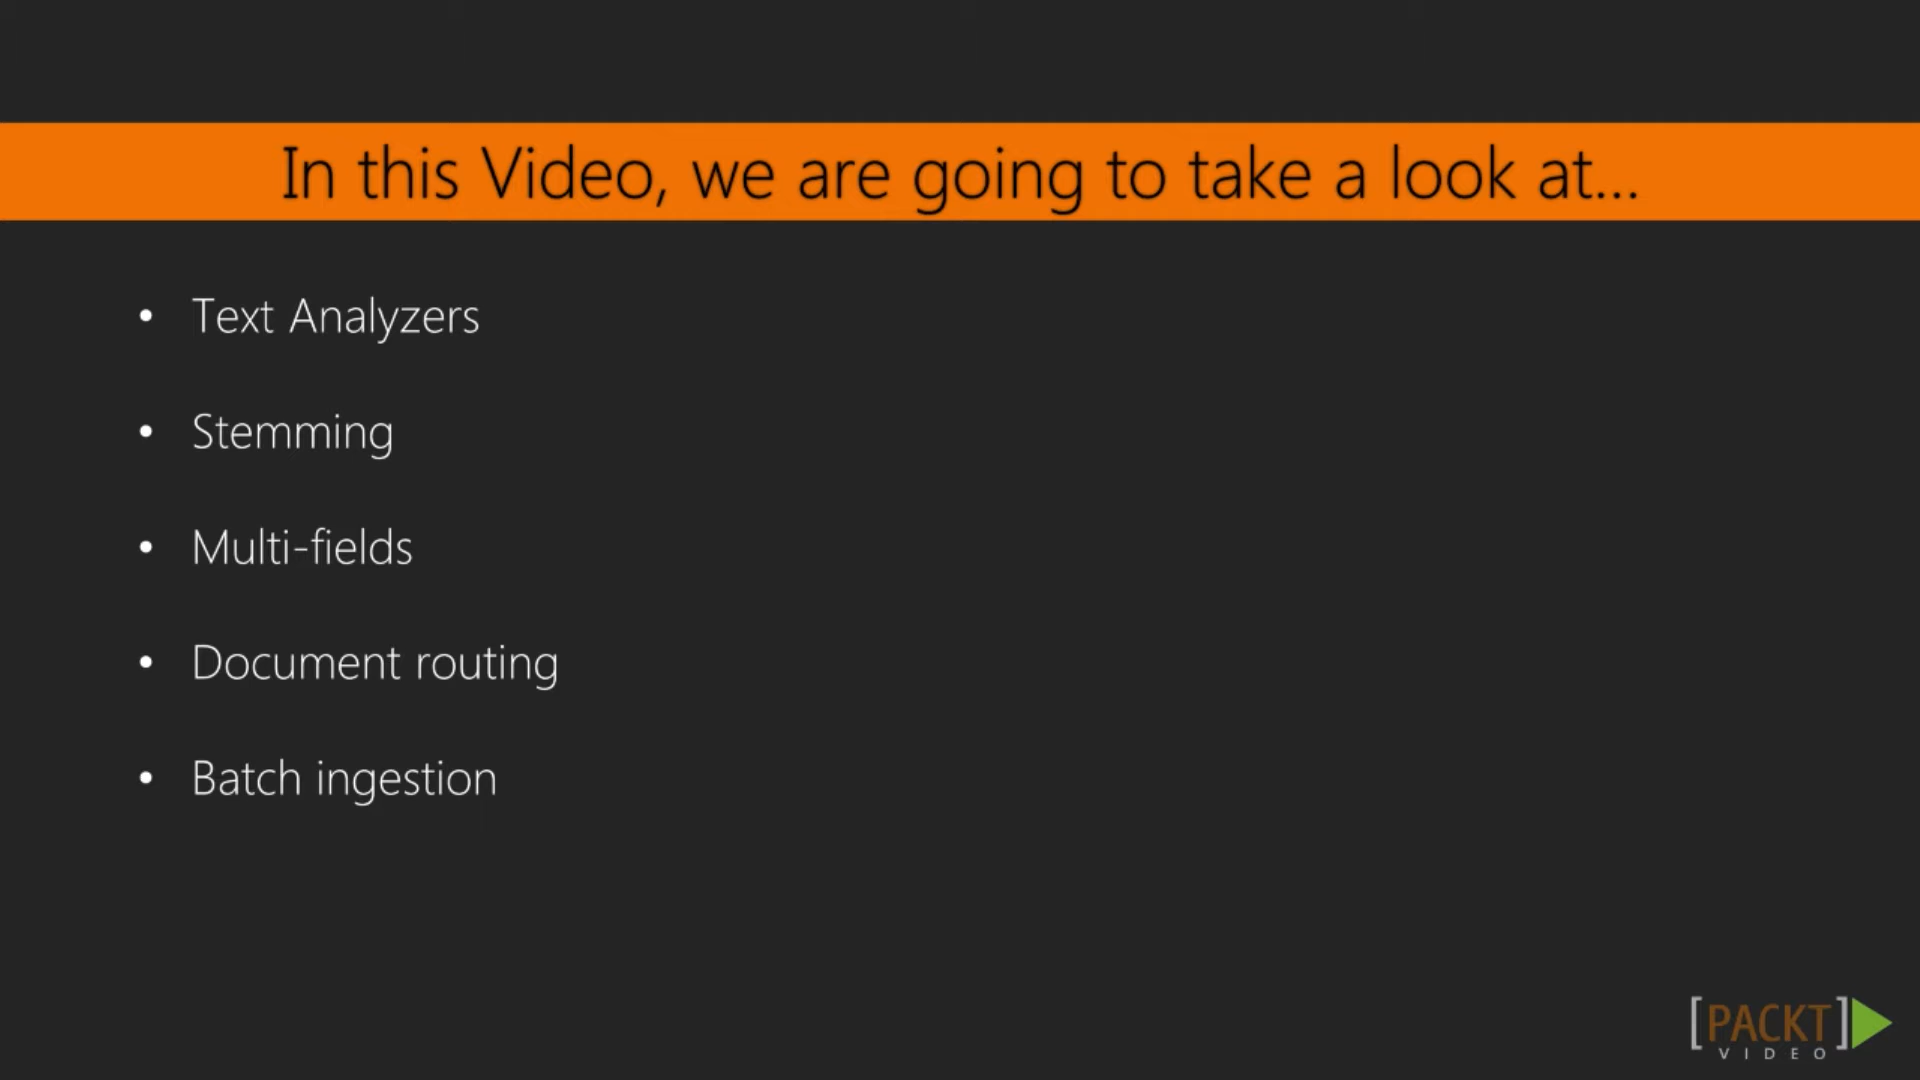 In this Video, we are going to take a look at...
• Text Analyzers
• Stemming
• Multi-fields
• Document routing
• Batch ingestion
[PACKT]
VIDEO